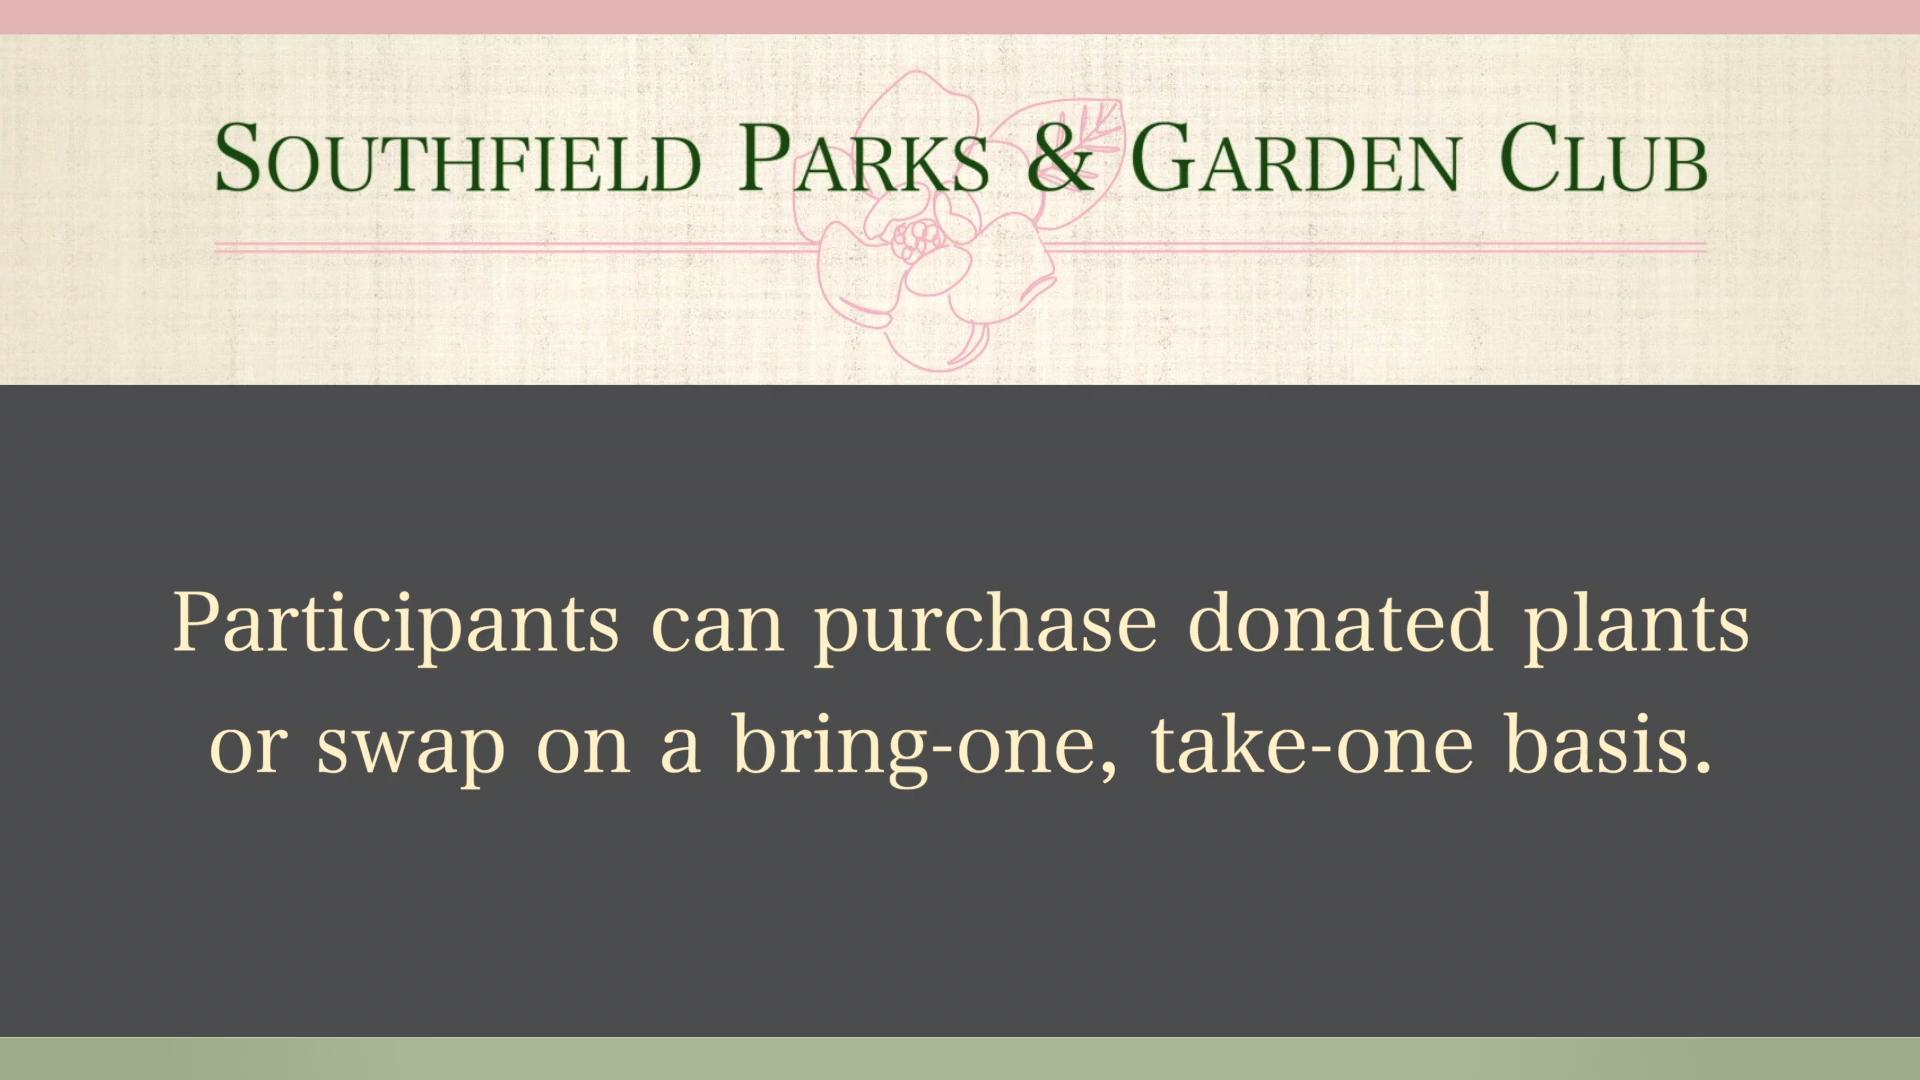 Southfield Parks & Garden Club
Participants can purchase donated plants
or swap on a bring-one, take-one basis.